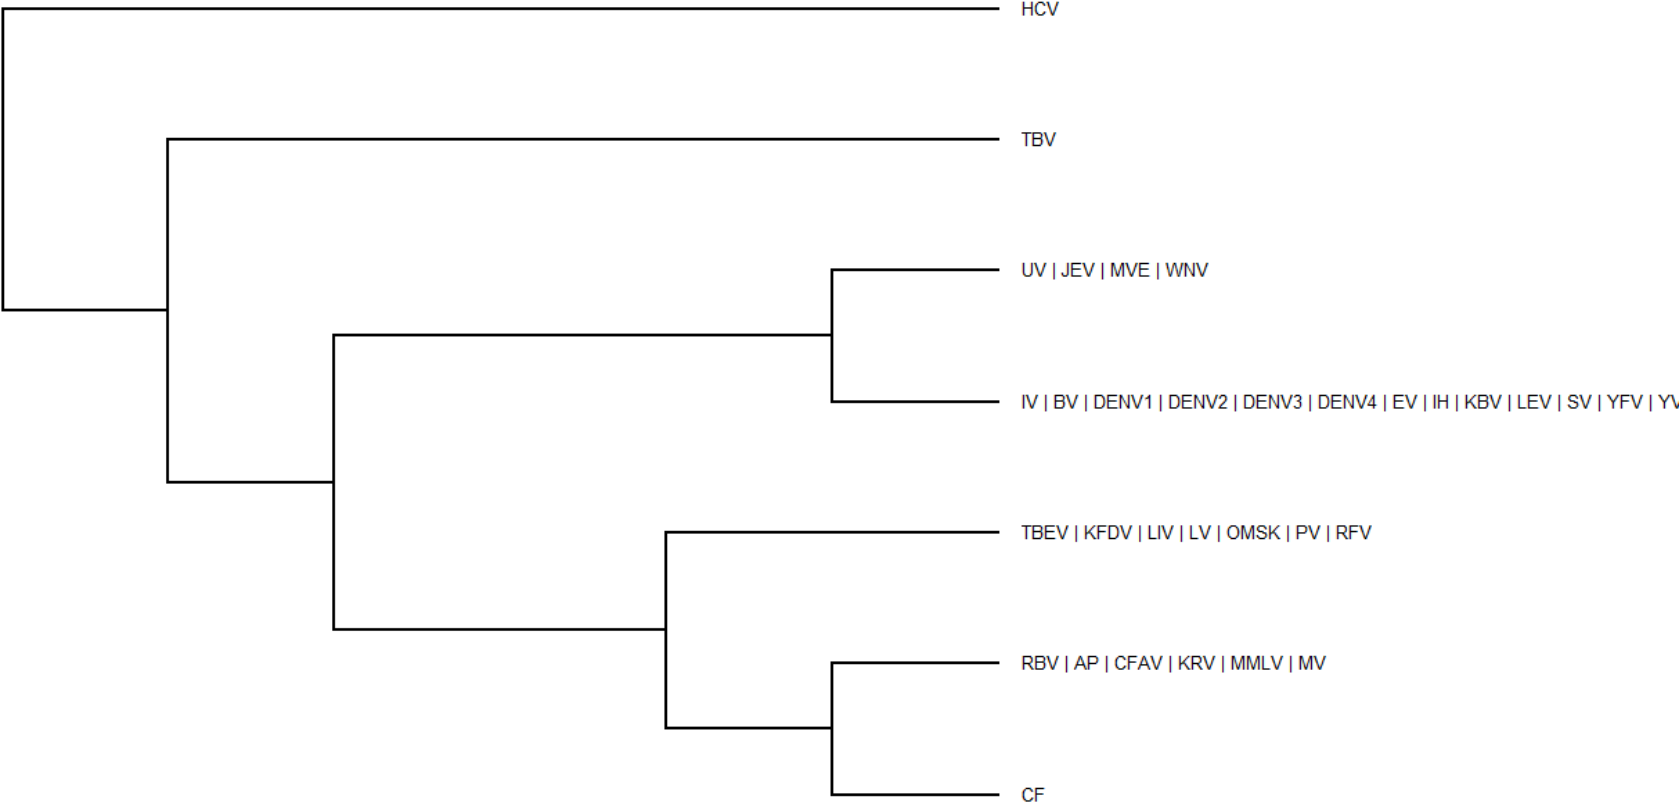 HCV
TBV
UV | JEV | MVE | WNV
IV | BV | DENV1 | DENV2 | DENV3 | DENV4 | EV | IH | KBV | LEV | SV | YFV | YV
TBEV | KFDV | LIV | LV | OMSK | PV | RFV
RBV | AP | CFAV | KRV | MMLV | MV
CF